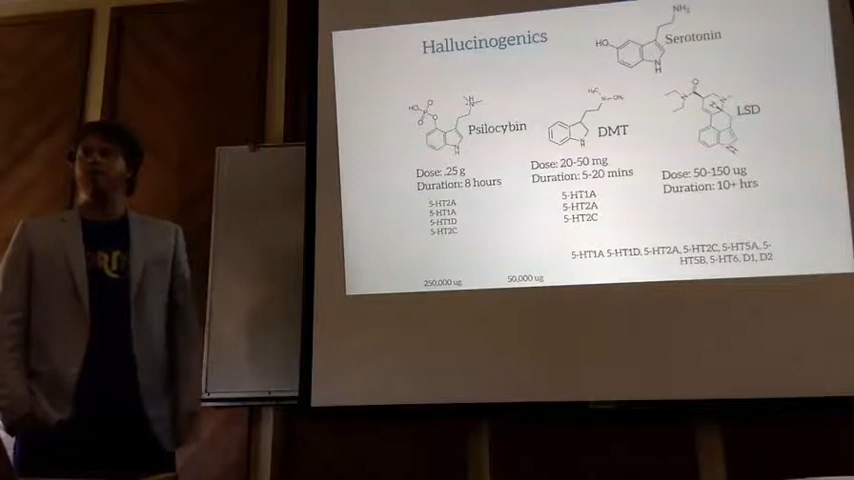 Hallucinogenics
NH₂
HO
Serotonin
N
H
Psilocybin
DMT
LSD
Dose: .25 g
Duration: 8 hours
5-HT2A
5-HT1A
5-HT1D
5-HT2C
Dose: 20-50 mg
Duration: 5-20 mins
5-HT1A
5-HT2A
5-HT2C
Dose: 50-150 ug
Duration: 10+ hrs
5-HT1A 5-HT1D, 5-HT2A, 5-HT2C, 5-HT5A, 5-
HT5B, 5-HT6, D1, D2
250,000 ug
50,000 ug